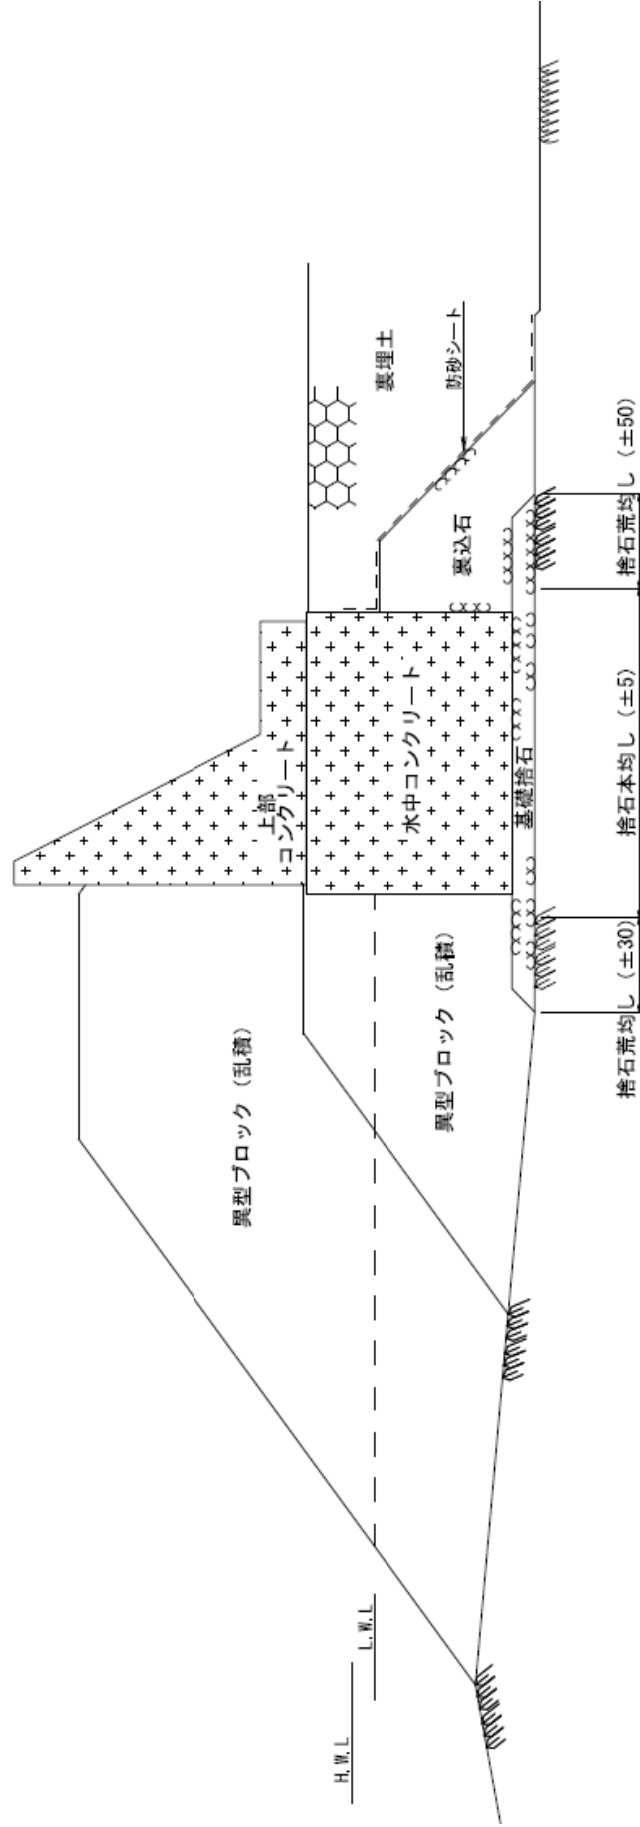 H.W.L
L.W.L
異型ブロック（乱積）
異型ブロック（乱積）
上部
コンクリート
水中コンクリート
基礎捨石
裏込石
裏埋土
防砂シート
捨石荒均し（±30）
捨石本均し（±5）
捨石荒均し（±50）